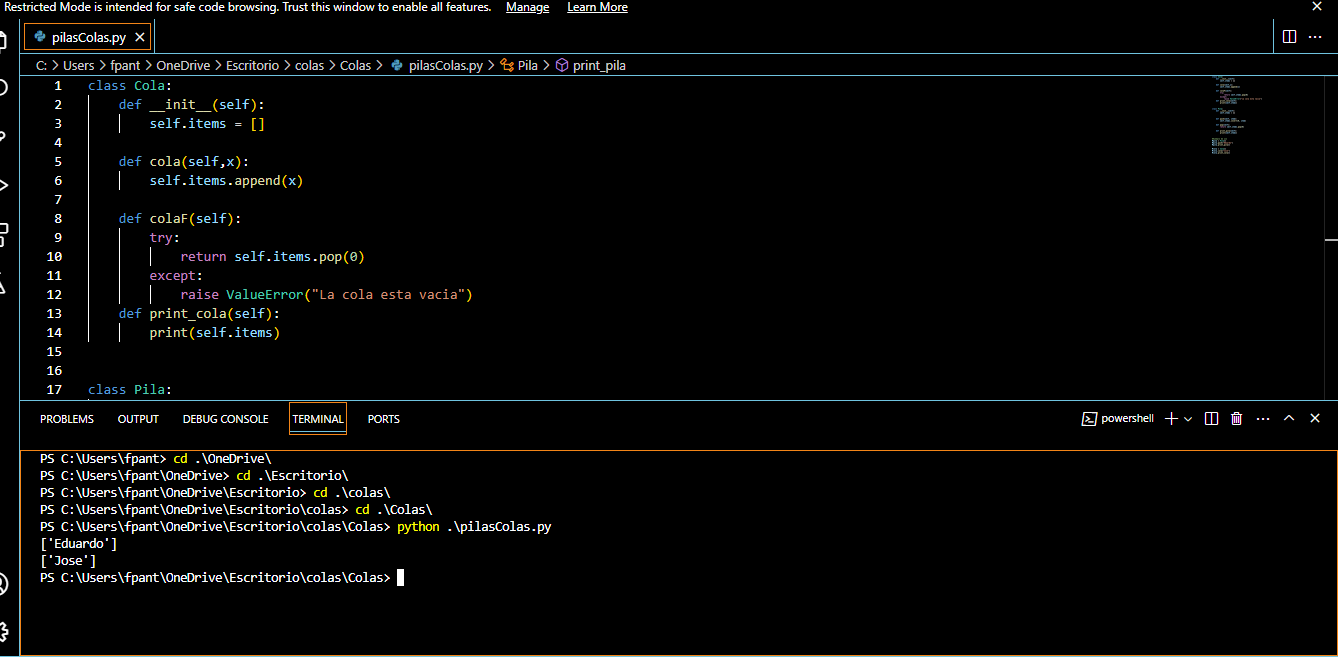 Restricted Mode is intended for safe code browsing. Trust this window to enable all features. Manage Learn More
pilasColas.py
C: > Users > fpant > OneDrive > Escritorio > colas > Colas > pilasColas.py > Pila > print_pila
1 class Cola:
2     def __init__(self):
3         self.items = []
4
5     def cola(self,x):
6         self.items.append(x)
7
8     def colaF(self):
9         try:
10             return self.items.pop(0)
11         except:
12             raise ValueError("La cola esta vacia")
13     def print_cola(self):
14         print(self.items)
15
16
17 class Pila:
PROBLEMS OUTPUT DEBUG CONSOLE TERMINAL PORTS powershell
PS C:\Users\fpant> cd .\OneDrive\
PS C:\Users\fpant\OneDrive> cd .\Escritorio\
PS C:\Users\fpant\OneDrive\Escritorio> cd .\colas\
PS C:\Users\fpant\OneDrive\Escritorio\colas> cd .\Colas\
PS C:\Users\fpant\OneDrive\Escritorio\colas\Colas> python .\pilasColas.py
['Eduardo']
['Jose']
PS C:\Users\fpant\OneDrive\Escritorio\colas\Colas>